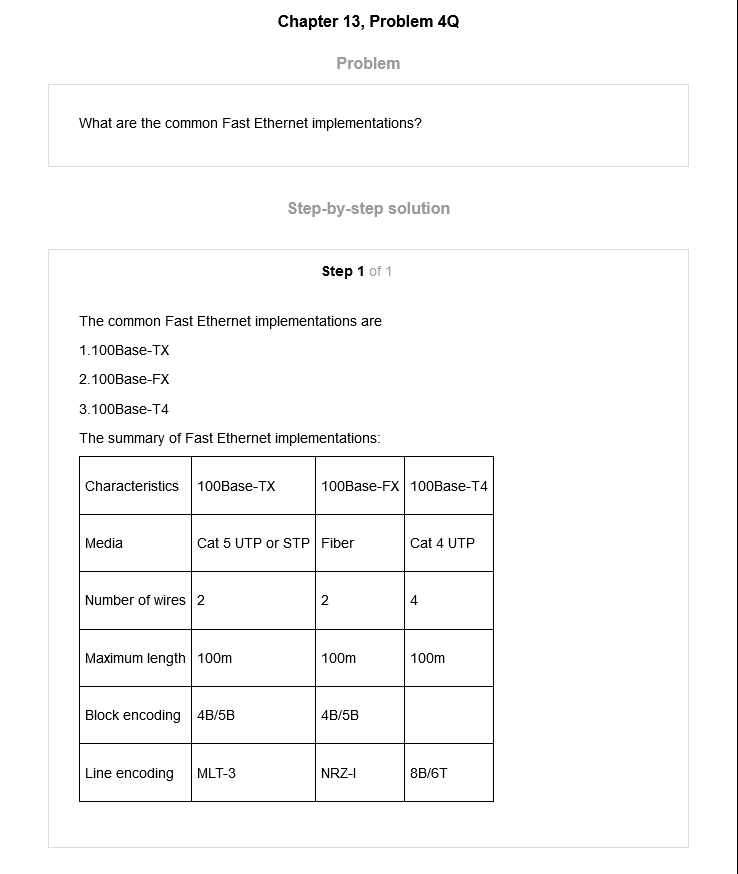 Chapter 13, Problem 4Q
Problem
What are the common Fast Ethernet implementations?
Step-by-step solution
Step 1 of 1
The common Fast Ethernet implementations are
1.100Base-TX
2.100Base-FX
3.100Base-T4
The summary of Fast Ethernet implementations:
Characteristics 100Base-TX 100Base-FX 100Base-T4
Media Cat 5 UTP or STP Fiber Cat 4 UTP
Number of wires 2 2 4
Maximum length 100m 100m 100m
Block encoding 4B/5B 4B/5B
Line encoding MLT-3 NRZ-I 8B/6T